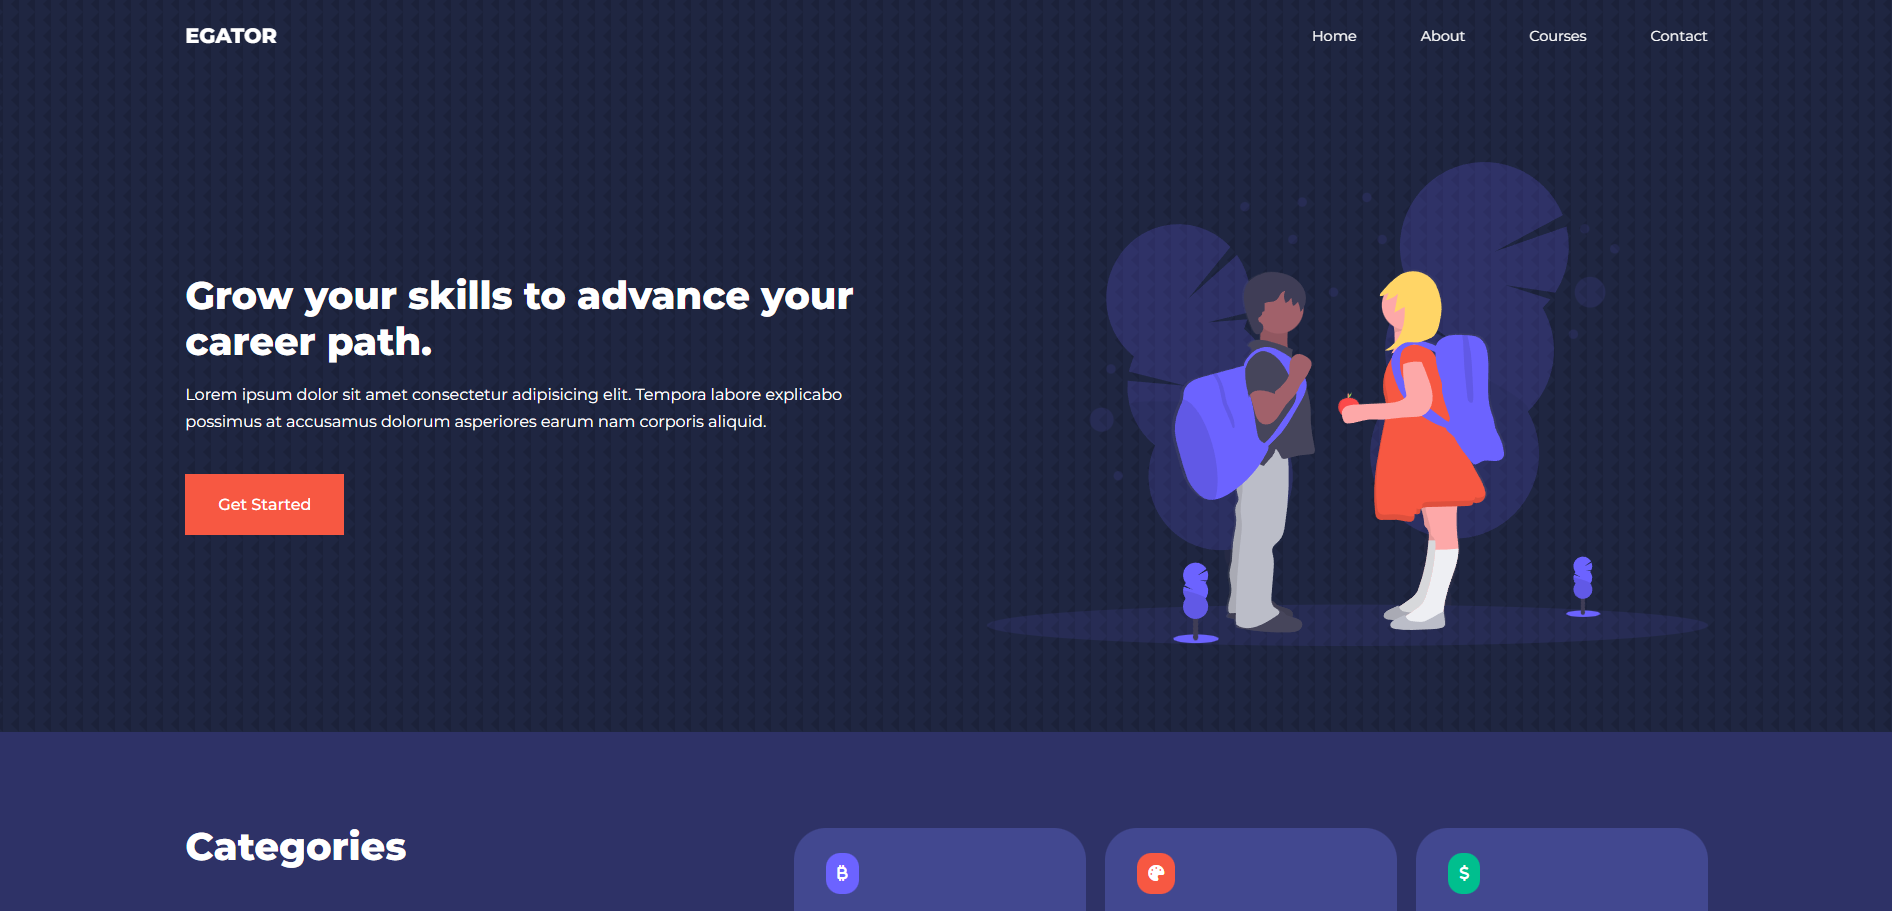 EGATOR
Home
About
Courses
Contact
Grow your skills to advance your
career path.
Lorem ipsum dolor sit amet consectetur adipisicing elit. Tempora labore explicabo
possimus at accusamus dolorum asperiores earum nam corporis aliquid.
Get Started
Categories